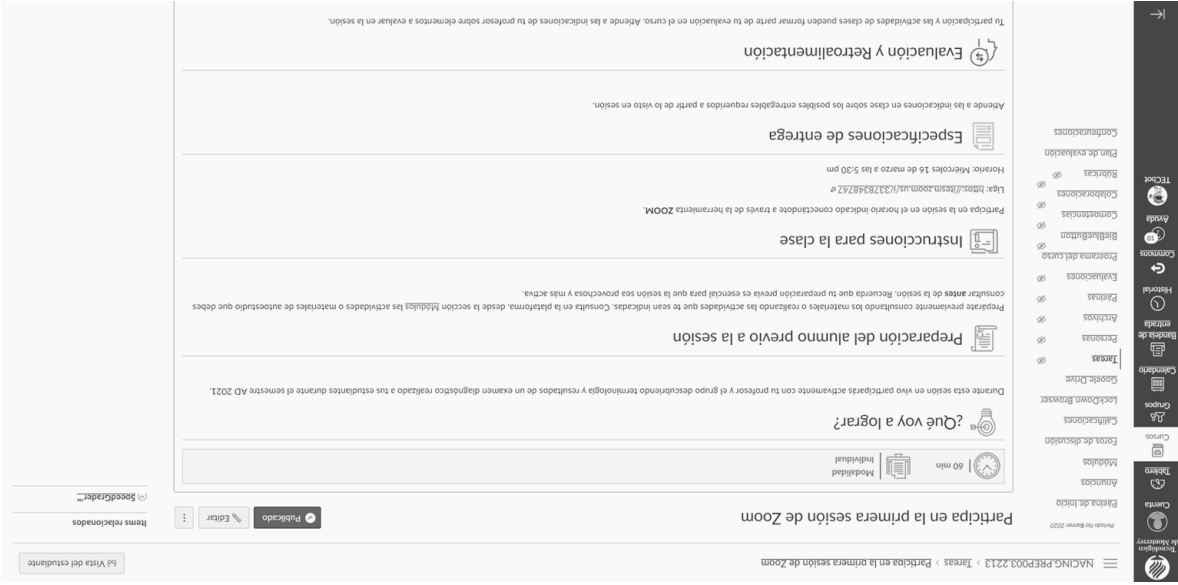 Tecnológico
de Monterrey
Cuenta
Tablero
Cursos
Grupos
Calendario
Bandeja de
entrada
Historial
Commons
10
Ayuda
TECbot
NACING.PREP003.2213 > Tareas > Participa en la primera sesión de Zoom
Vista del estudiante
Periodo No Banner 2020
Página de inicio
Anuncios
Módulos
Foros de discusión
Calificaciones
LockDown Browser
Google Drive
Tareas
Personas
Archivos
Páginas
Evaluaciones
Programa del curso
BieBlueButton
Competencias
Colaboraciones
Rúbricas
Plan de evaluación
Configuraciones
Participa en la primera sesión de Zoom
Publicado
Editar
60 min
Modalidad
Individual
¿Qué voy a lograr?
Durante esta sesión en vivo participarás activamente con tu profesor y el grupo descubriendo terminología y resultados de un examen diagnóstico realizado a tus estudiantes durante el semestre AD 2021.
Preparación del alumno previo a la sesión
Prepárate previamente consultando los materiales o realizando las actividades que te sean indicadas. Consulta en la plataforma, desde la sección Módulos las actividades o materiales de autoestudio que debes
consultar antes de la sesión. Recuerda que tu preparación previa es esencial para que la sesión sea provechosa y más activa.
Instrucciones para la clase
Participa en la sesión en el horario indicado conectándote a través de la herramienta ZOOM.
Liga: https://itesm.zoom.us/j/3378348747
Horario: Miércoles 16 de marzo a las 5:30 pm
Especificaciones de entrega
Attende a las indicaciones en clase sobre los posibles entregables requeridos a partir de lo visto en sesión.
Evaluación y Retroalimentación
Tu participación y las actividades de clases pueden formar parte de tu evaluación en el curso. Atiende a las indicaciones de tu profesor sobre elementos a evaluar en la sesión.
Items relacionados
SpeedGrader™